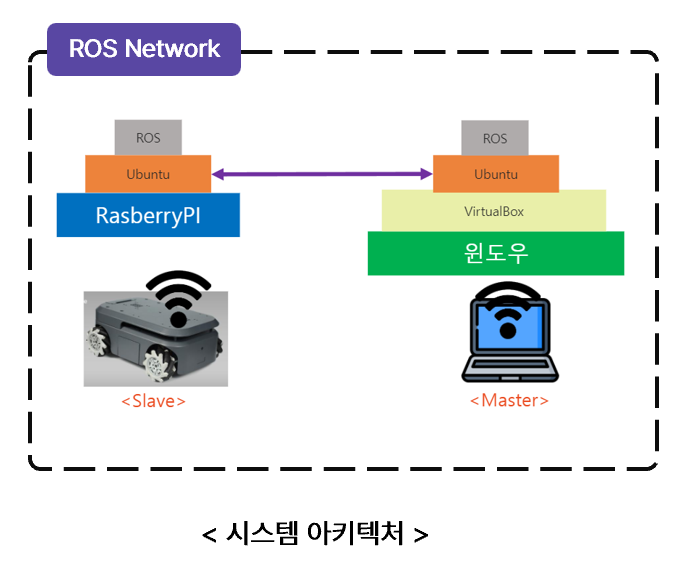 ROS Network
ROS
Ubuntu
RasberryPI
<Slave>
ROS
Ubuntu
VirtualBox
윈도우
<Master>
< 시스템 아키텍처 >